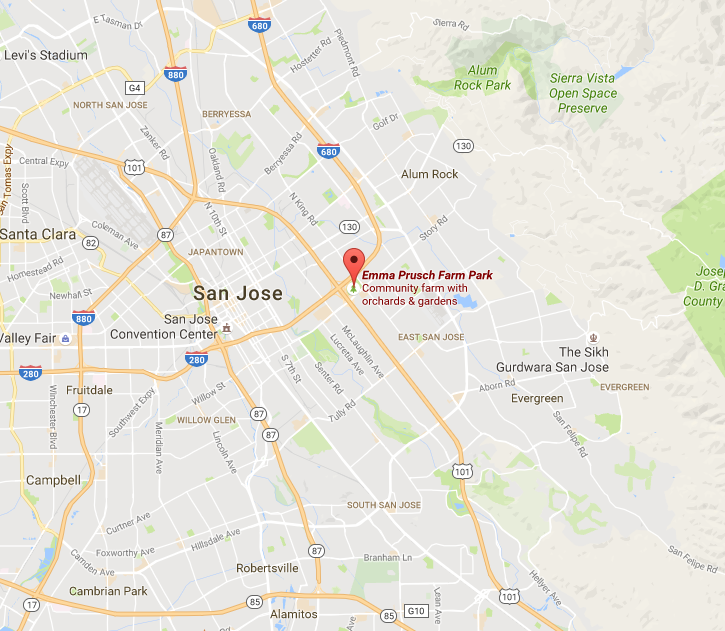 E Tasman Dr
680
Sierra Rd
Piedmont Rd
Levi's Stadium
Hostetter Rd
880
Alum
Rock Park
Sierra Vista
Open Space
Preserve
G4
NORTH SAN JOSE
BERRYESSA
Golf Dr
Zanker Rd
Berryessa Rd
680
130
Central Expy
101
Oakland Rd
Alum Rock
San Tomas Expy
Scott Blvd
N King Rd
N 10th St
130
Story Rd
Santa Clara
82
Coleman Ave
87
JAPANTOWN
Homestead Rd
Emma Prusch Farm Park
Community farm with
orchards & gardens
Josep
D. Gra
County
Newhall St
San Jose
880
San Jose
Convention Center
Valley Fair
McLaughlin Ave
Lucretia Ave
EAST SAN JOSE
The Sikh
Gurdwara San Jose
280
280
S 7th St
Senter Rd
Aborn Rd
EVERGREEN
Fruitdale
Willow St
Evergreen
Winchester Blvd
17
Southwest Expy
Meridian Ave
WILLOW GLEN
87
Tully Rd
San Felipe Rd
87
Lincoln Ave
101
Campbell
SOUTH SAN JOSE
Curtner Ave
Hillsdale Ave
Foxworthy Ave
87
Branham Ln
San Felipe Rd
Camden Ave
Robertsville
Hellyer Ave
Cambrian Park
17
85
Alamitos
85
G10
101